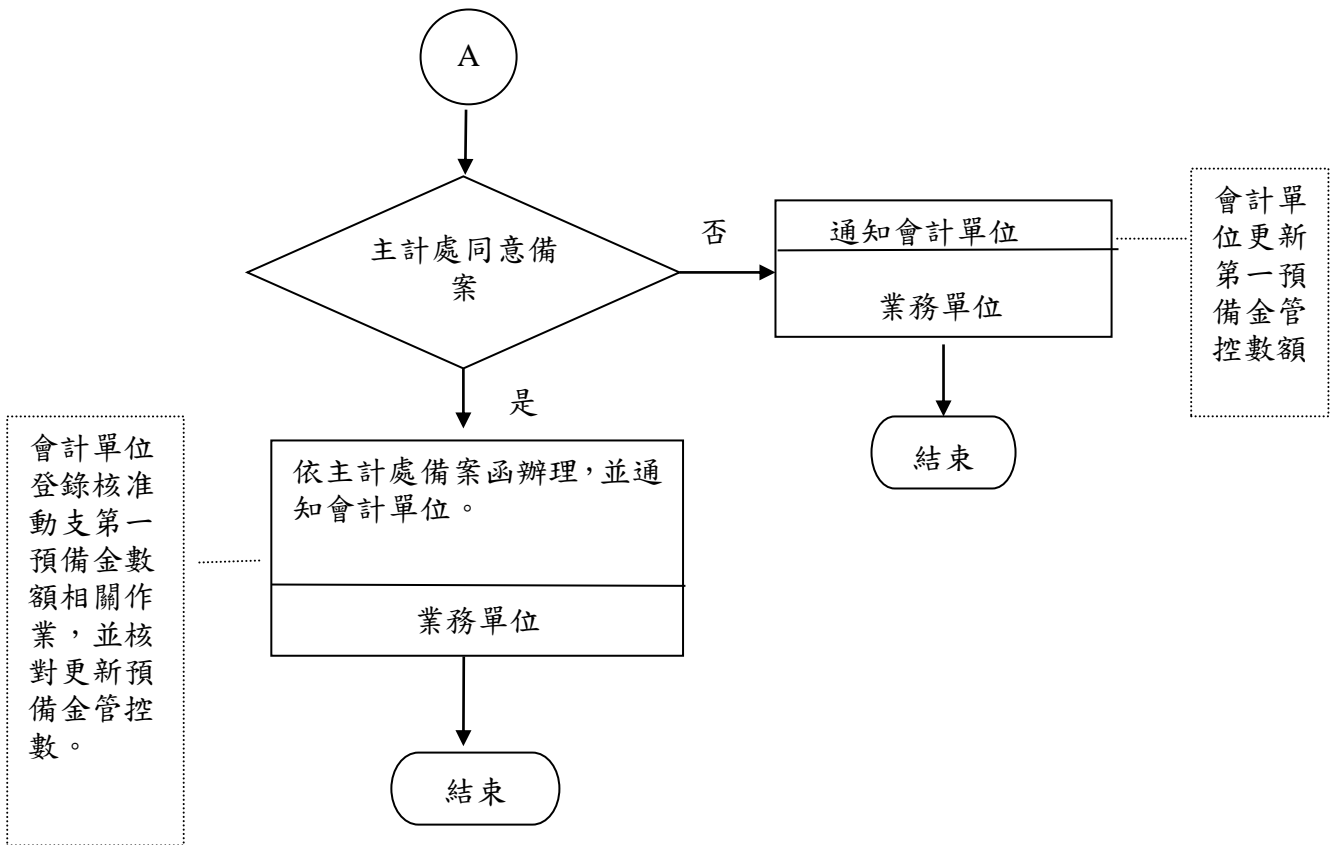 A
主計處同意備
案
否
通知會計單位
業務單位
會計單
位更新
第一預
備金管
控數額
結束
是
依主計處備案函辦理，並通
知會計單位。
業務單位
會計單位
登錄核准
動支第一
預備金數
額相關作
業，並核
對更新預
備金管控
數。
結束